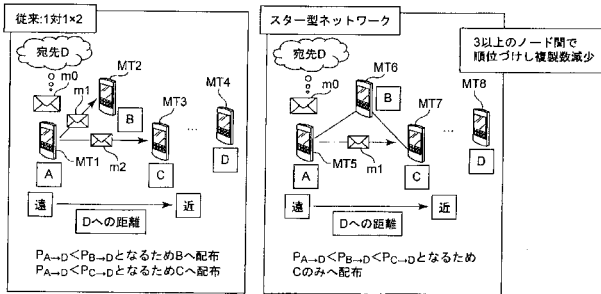 従来:1対1×2
宛先D
m0
m1
MT2
B
MT3
MT4
m2
…
MT1
A
C
D
遠
近
Dへの距離
PA→D<PB→DとなるためBへ配布
PA→D<PC→DとなるためCへ配布
スター型ネットワーク
3以上のノード間で
順位づけし複製数減少
宛先D
m0
MT6
B
MT7
MT8
…
MT5
m1
A
C
D
遠
近
Dへの距離
PA→D<PB→D<PC→Dとなるため
Cのみへ配布